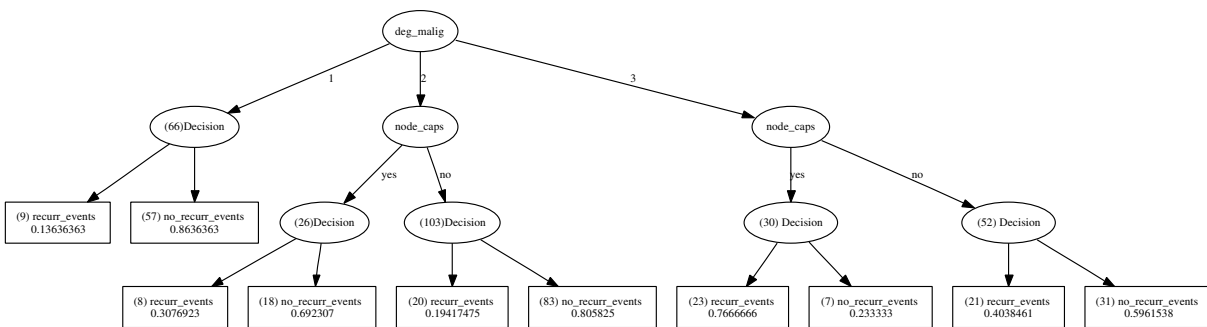 deg_malig
1
2
3
(66)Decision
node_caps
node_caps
yes
no
yes
no
(9) recurr_events
0.13636363
(57) no_recurr_events
0.8636363
(26)Decision
(103)Decision
(30) Decision
(52) Decision
(8) recurr_events
0.3076923
(18) no_recurr_events
0.692307
(20) recurr_events
0.19417475
(83) no_recurr_events
0.805825
(23) recurr_events
0.7666666
(7) no_recurr_events
0.233333
(21) recurr_events
0.4038461
(31) no_recurr_events
0.5961538